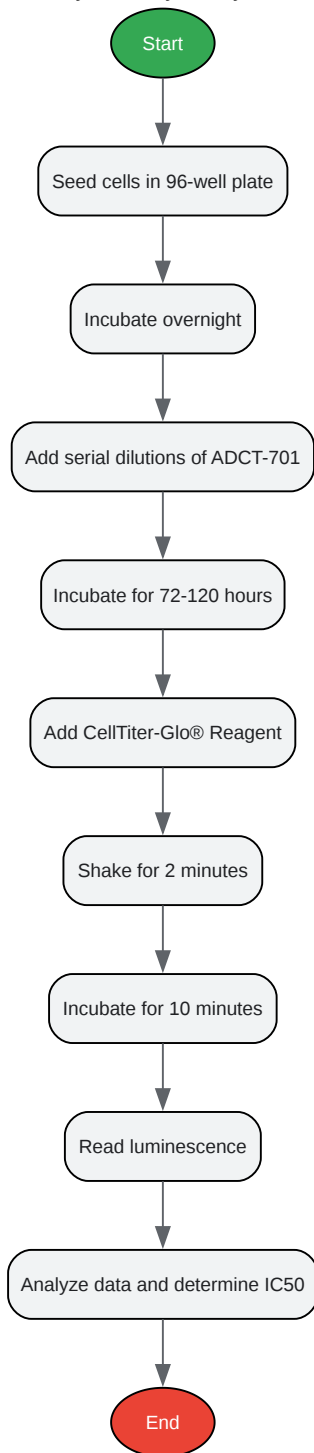 Start
Seed cells in 96-well plate
Incubate overnight
Add serial dilutions of ADCT-701
Incubate for 72-120 hours
Add CellTiter-Glo® Reagent
Shake for 2 minutes
Incubate for 10 minutes
Read luminescence
Analyze data and determine IC50
End